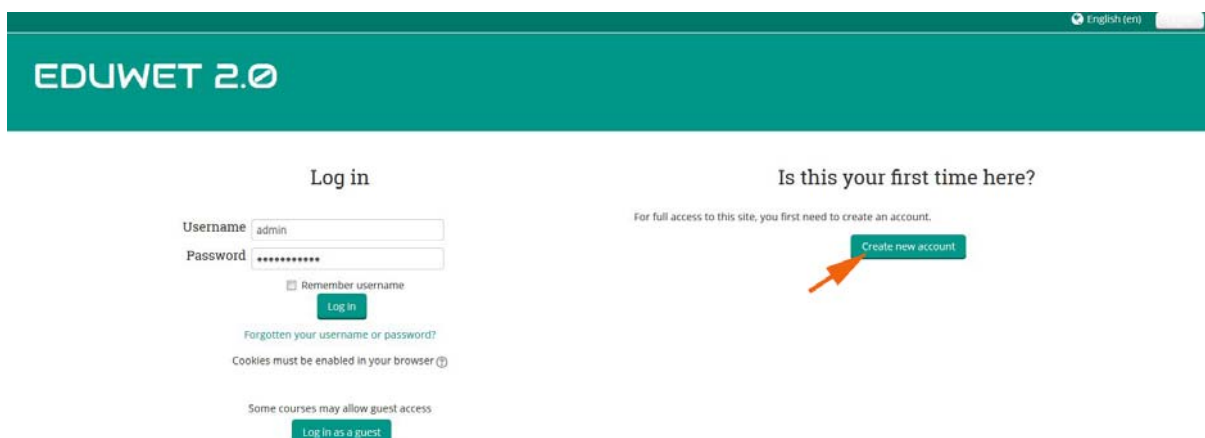 English (en)
EDUWET 2.0
Log in
Username admin
Password •••••••••••
Remember username
Log in
Forgotten your username or password?
Cookies must be enabled in your browser
Some courses may allow guest access
Log in as a guest
Is this your first time here?
For full access to this site, you first need to create an account.
Create new account